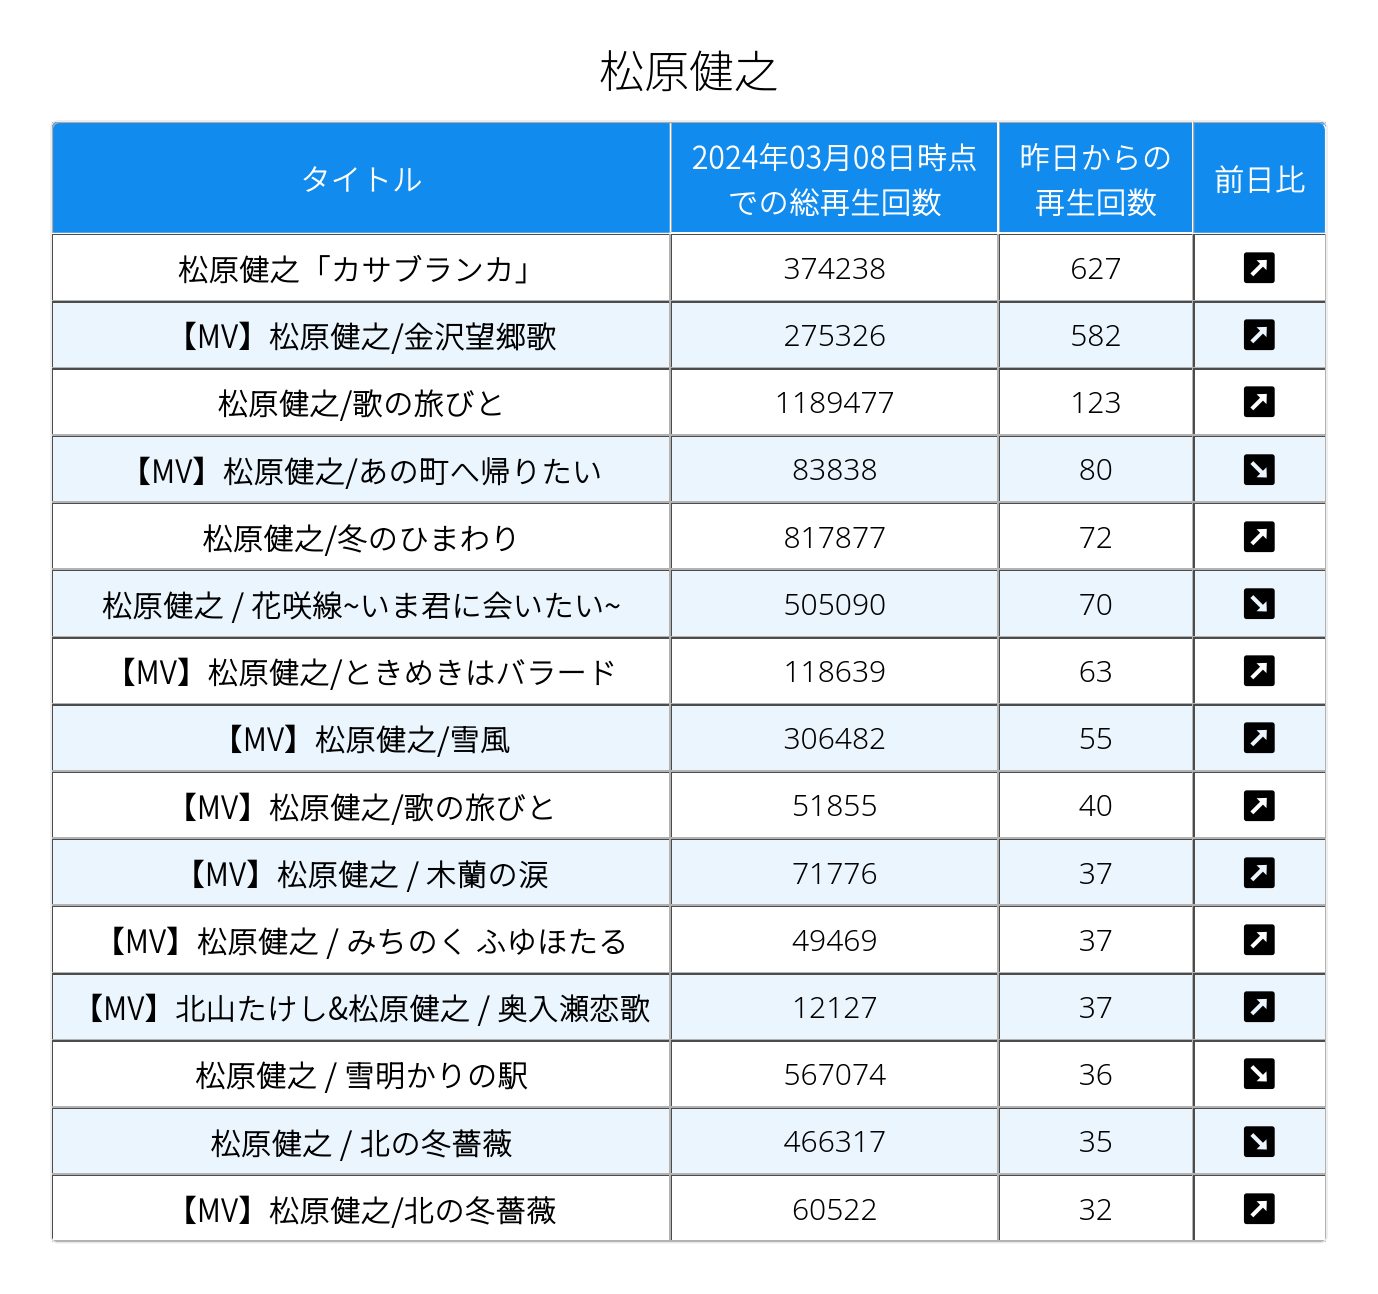 松原健之
タイトル
2024年03月08日時点
での総再生回数
昨日からの
再生回数
前日比
松原健之「カサブランカ」 374238 627 ↗
【MV】松原健之/金沢望郷歌 275326 582 ↗
松原健之/歌の旅びと 1189477 123 ↗
【MV】松原健之/あの町へ帰りたい 83838 80 ↘
松原健之/冬のひまわり 817877 72 ↗
松原健之 / 花咲線~いま君に会いたい~ 505090 70 ↘
【MV】松原健之/ときめきはバラード 118639 63 ↗
【MV】松原健之/雪風 306482 55 ↗
【MV】松原健之/歌の旅びと 51855 40 ↗
【MV】松原健之 / 木蘭の涙 71776 37 ↗
【MV】松原健之 / みちのく ふゆほたる 49469 37 ↗
【MV】北山たけし&松原健之 / 奥入瀬恋歌 12127 37 ↗
松原健之 / 雪明かりの駅 567074 36 ↘
松原健之 / 北の冬薔薇 466317 35 ↘
【MV】松原健之/北の冬薔薇 60522 32 ↗